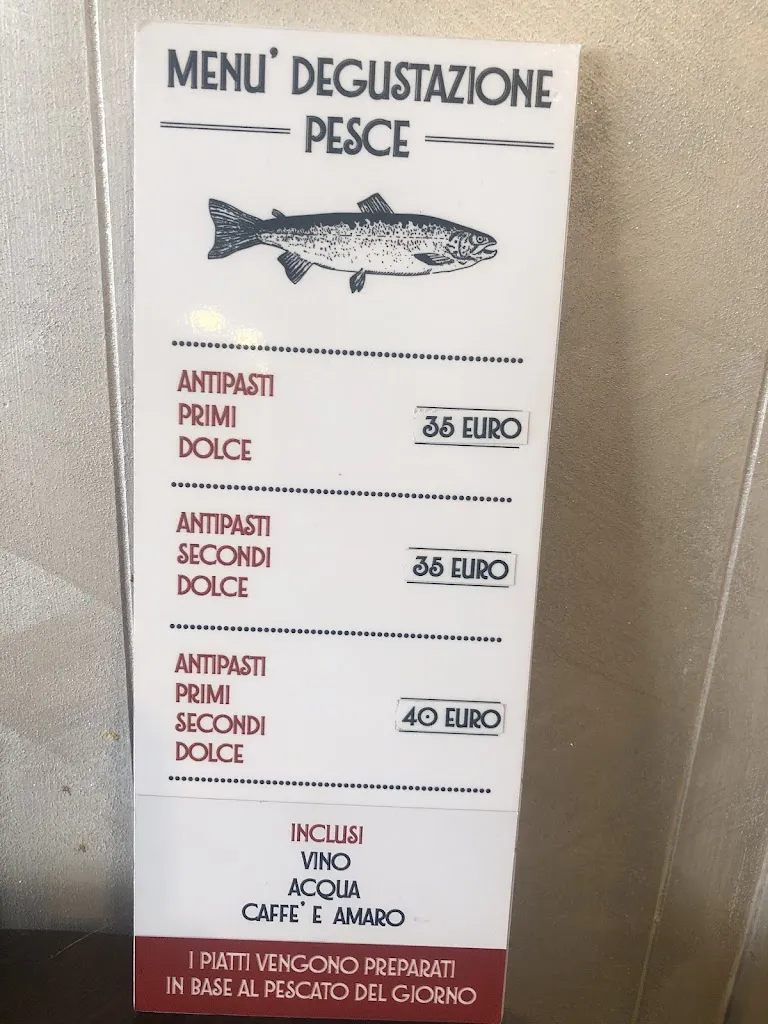 MENU' DEGUSTAZIONE
PESCE
ANTIPASTI
PRIMI
DOLCE
35 EURO
ANTIPASTI
SECONDI
DOLCE
35 EURO
ANTIPASTI
PRIMI
SECONDI
DOLCE
40 EURO
INCLUSI
VINO
ACQUA
CAFFE' E AMARO
I PIATTI VENGONO PREPARATI
IN BASE AL PESCATO DEL GIORNO